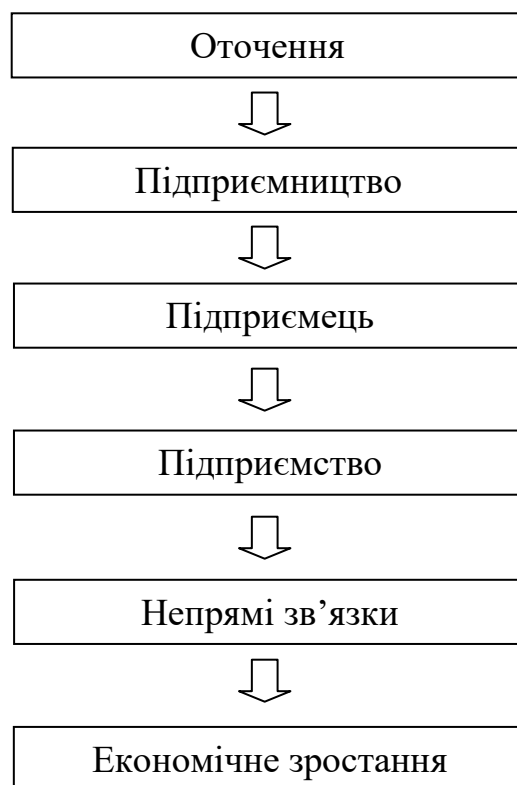 Оточення
Підприємництво
Підприємець
Підприємство
Непрямі зв’язки
Економічне зростання